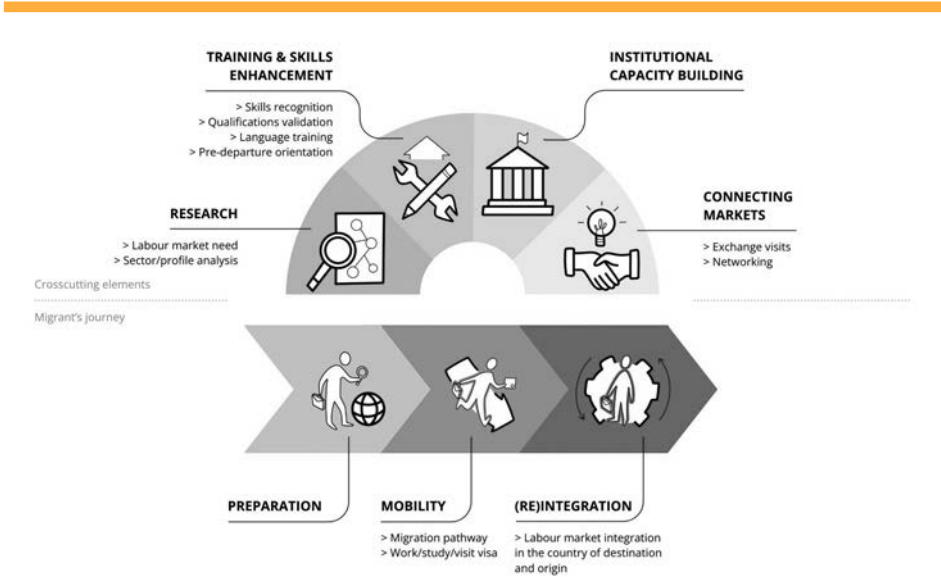 TRAINING & SKILLS
ENHANCEMENT
> Skills recognition
> Qualifications validation
> Language training
> Pre-departure orientation
INSTITUTIONAL
CAPACITY BUILDING
RESEARCH
> Labour market need
> Sector/profile analysis
CONNECTING
MARKETS
> Exchange visits
> Networking
Crosscutting elements
Migrant's journey
PREPARATION
MOBILITY
> Migration pathway
> Work/study/visit visa
(RE)INTEGRATION
> Labour market integration
in the country of destination
and origin